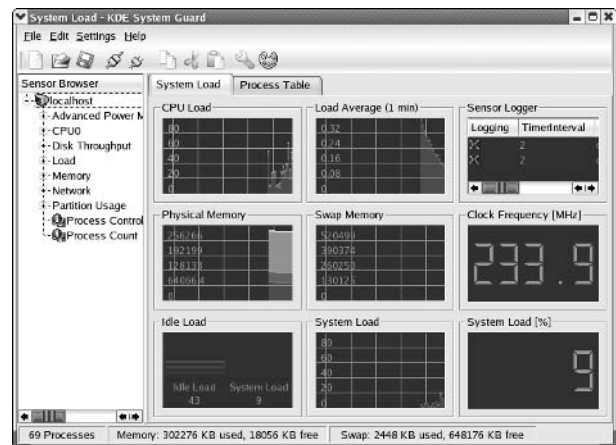 System Load - KDE System Guard
File Edit Settings Help
Sensor Browser
localhost
Advanced Power M
CPU0
Disk Throughput
Load
Memory
Network
Partition Usage
Process Control
Process Count
System Load Process Table
CPU Load
80
60
40
20
0
Load Average (1 min)
0.32
0.24
0.16
0.08
0
Sensor Logger
Logging TimerInterval
2
2
Physical Memory
256266
192199
128133
64066.4
0
Swap Memory
520499
390374
260250
130125
0
Clock Frequency [MHz]
233.9
Idle Load
Idle Load System Load
43 9
System Load
80
60
40
20
0
System Load [%]
9
69 Processes Memory: 302276 KB used, 18056 KB free Swap: 2448 KB used, 648176 KB free